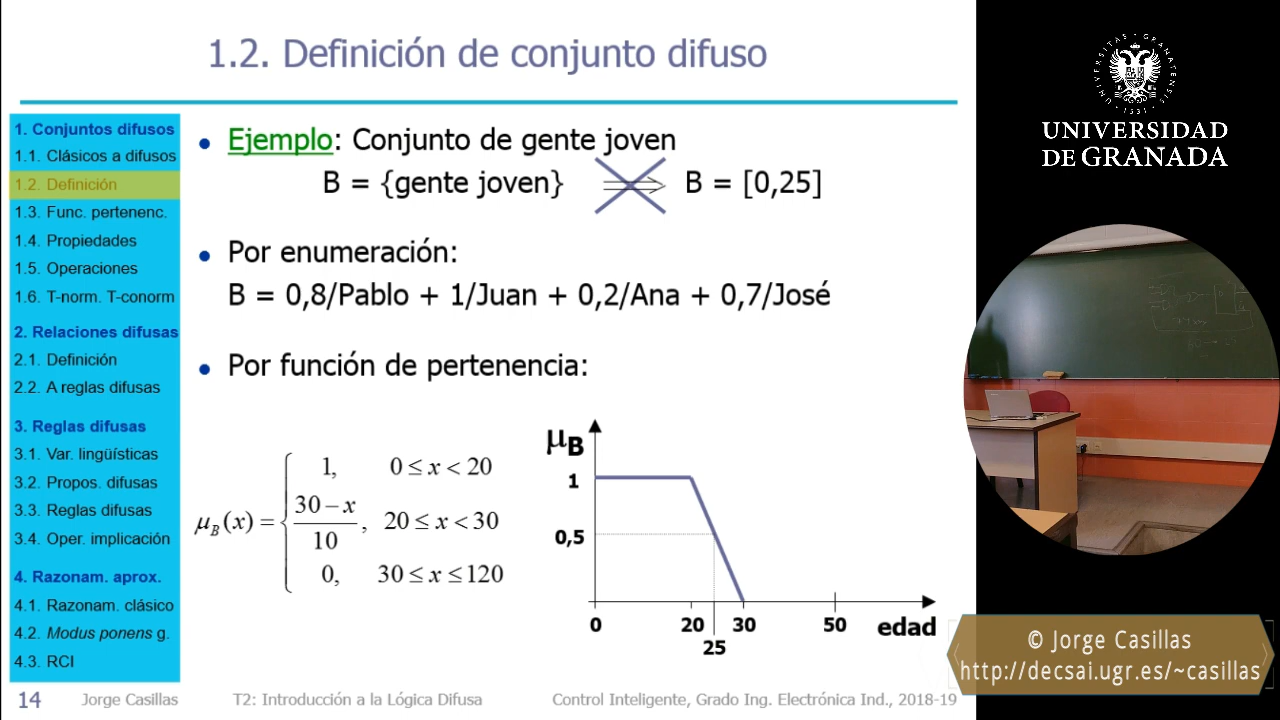 1.2. Definición de conjunto difuso
1. Conjuntos difusos
1.1. Clásicos a difusos
1.2. Definición
1.3. Func. pertenenc.
1.4. Propiedades
1.5. Operaciones
1.6. T-norm. T-conorm
2. Relaciones difusas
2.1. Definición
2.2. A reglas difusas
3. Reglas difusas
3.1. Var. lingüísticas
3.2. Propos. difusas
3.3. Reglas difusas
3.4. Oper. implicación
4. Razonam. aprox.
4.1. Razonam. clásico
4.2. Modus ponens g.
4.3. RCI
• Ejemplo: Conjunto de gente joven
B = {gente joven} ⇒ B = [0,25]
• Por enumeración:
B = 0,8/Pablo + 1/Juan + 0,2/Ana + 0,7/José
• Por función de pertenencia:
1, 0 ≤ x < 20
μB(x) = { (30 − x)/10, 20 ≤ x < 30
0, 30 ≤ x ≤ 120
μB
1
0,5
0 20 30 50 edad
25
14 Jorge Casillas T2: Introducción a la Lógica Difusa Control Inteligente, Grado Ing. Electrónica Ind., 2018-19
UNIVERSITAS GRANATENSIS 1531
UNIVERSIDAD
DE GRANADA
© Jorge Casillas
http://decsai.ugr.es/~casillas